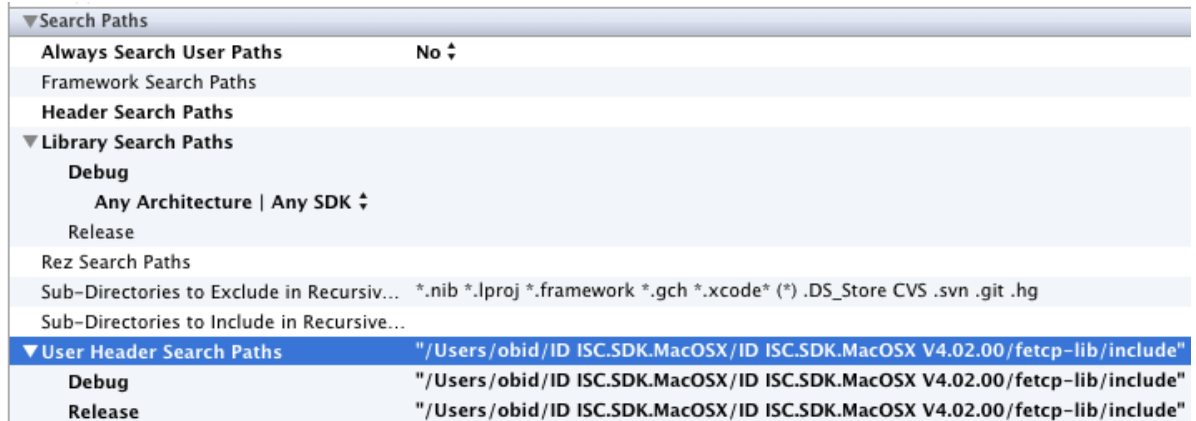 Search Paths
Always Search User Paths No
Framework Search Paths
Header Search Paths
Library Search Paths
Debug
Any Architecture | Any SDK
Release
Rez Search Paths
Sub-Directories to Exclude in Recursiv... *.nib *.lproj *.framework *.gch *.xcode* (*) .DS_Store CVS .svn .git .hg
Sub-Directories to Include in Recursive...
User Header Search Paths "/Users/obid/ID ISC.SDK.MacOSX/ID ISC.SDK.MacOSX V4.02.00/fetcp-lib/include"
Debug "/Users/obid/ID ISC.SDK.MacOSX/ID ISC.SDK.MacOSX V4.02.00/fetcp-lib/include"
Release "/Users/obid/ID ISC.SDK.MacOSX/ID ISC.SDK.MacOSX V4.02.00/fetcp-lib/include"